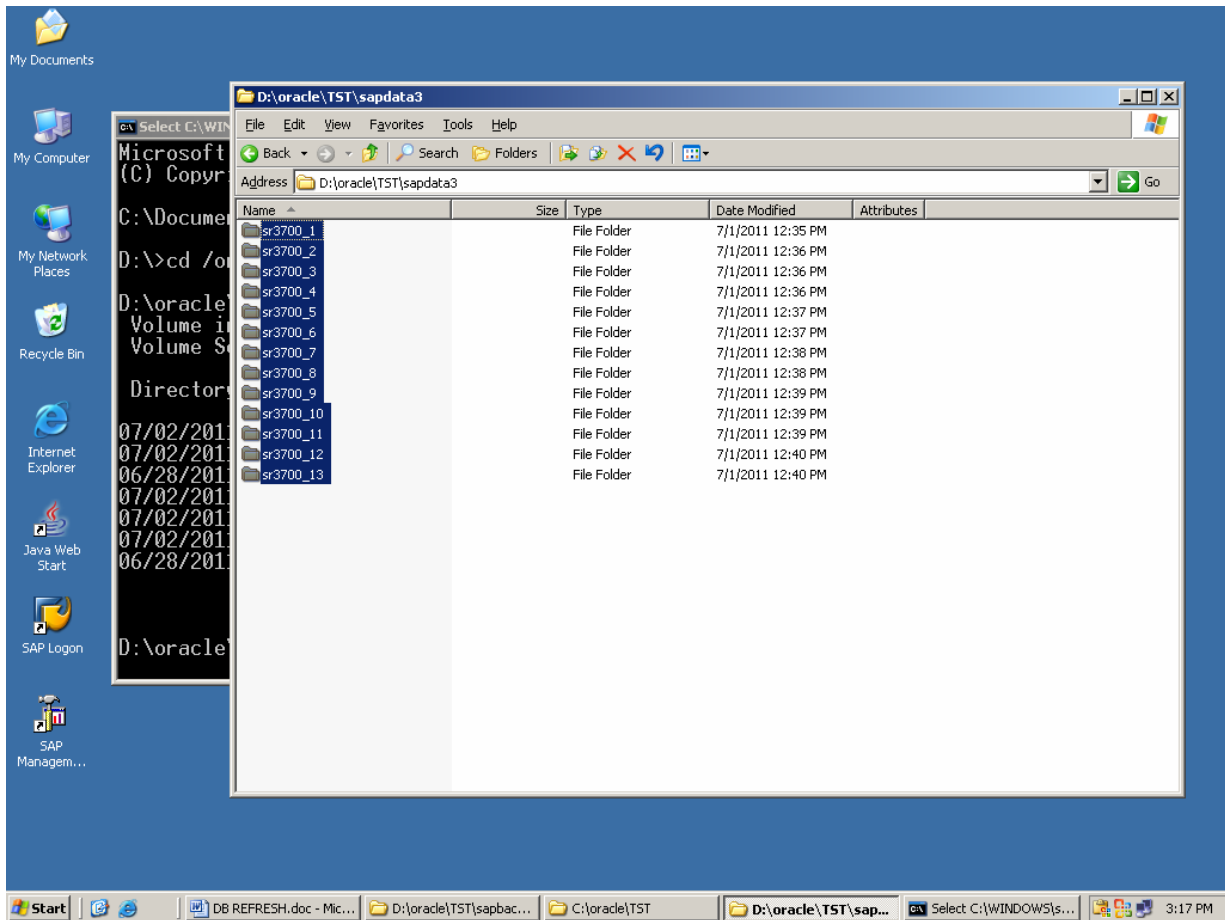 My Documents
My Computer
My Network
Places
Recycle Bin
Internet
Explorer
Java Web
Start
SAP Logon
SAP
Managem...
Select C:\WIN
Microsoft
(C) Copyr
C:\Docume
D:\>cd /o
D:\oracle\
Volume i
Volume S
Directory
07/02/2011
07/02/2011
06/28/2011
07/02/2011
07/02/2011
07/02/2011
06/28/2011
D:\oracle\
D:\oracle\TST\sapdata3
File Edit View Favorites Tools Help
Back Search Folders
Address D:\oracle\TST\sapdata3 Go
Name Size Type Date Modified Attributes
sr3700_1 File Folder 7/1/2011 12:35 PM
sr3700_2 File Folder 7/1/2011 12:36 PM
sr3700_3 File Folder 7/1/2011 12:36 PM
sr3700_4 File Folder 7/1/2011 12:36 PM
sr3700_5 File Folder 7/1/2011 12:37 PM
sr3700_6 File Folder 7/1/2011 12:37 PM
sr3700_7 File Folder 7/1/2011 12:38 PM
sr3700_8 File Folder 7/1/2011 12:38 PM
sr3700_9 File Folder 7/1/2011 12:39 PM
sr3700_10 File Folder 7/1/2011 12:39 PM
sr3700_11 File Folder 7/1/2011 12:39 PM
sr3700_12 File Folder 7/1/2011 12:40 PM
sr3700_13 File Folder 7/1/2011 12:40 PM
Start DB REFRESH.doc - Mic... D:\oracle\TST\sapbac... C:\oracle\TST D:\oracle\TST\sap... Select C:\WINDOWS\s... 3:17 PM